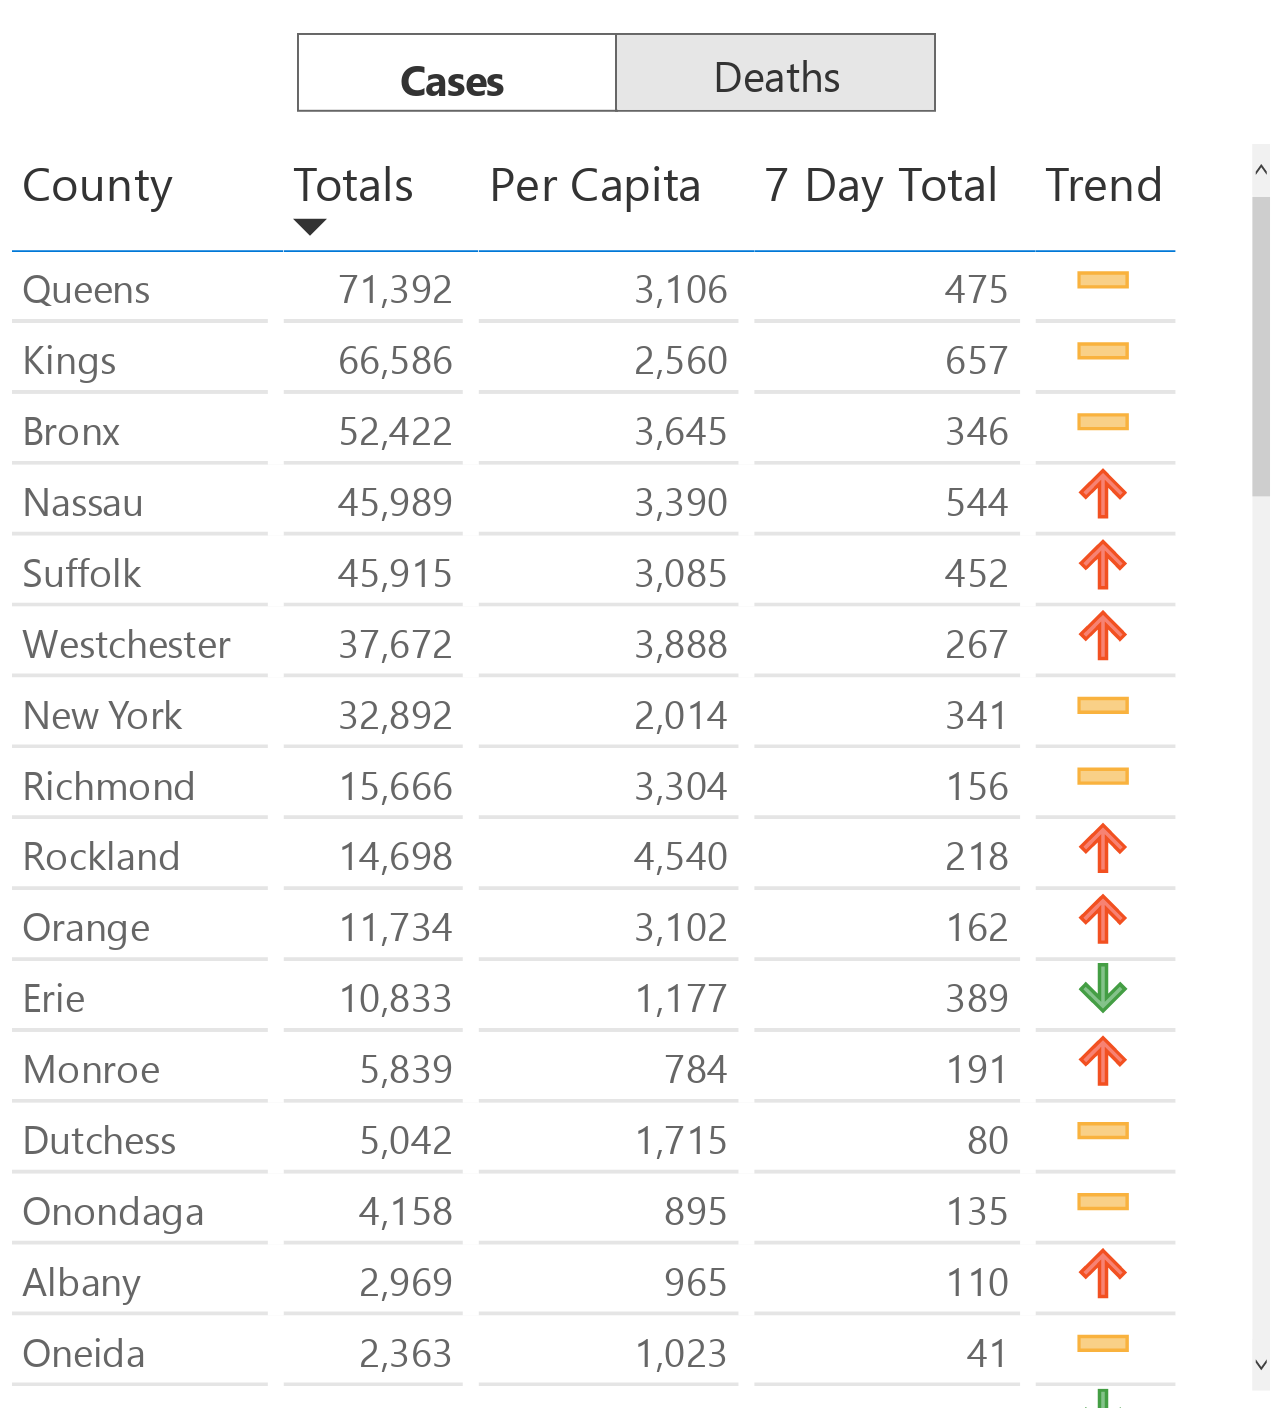 Cases Deaths
County Totals Per Capita 7 Day Total Trend
Queens 71,392 3,106 475
Kings 66,586 2,560 657
Bronx 52,422 3,645 346
Nassau 45,989 3,390 544
Suffolk 45,915 3,085 452
Westchester 37,672 3,888 267
New York 32,892 2,014 341
Richmond 15,666 3,304 156
Rockland 14,698 4,540 218
Orange 11,734 3,102 162
Erie 10,833 1,177 389
Monroe 5,839 784 191
Dutchess 5,042 1,715 80
Onondaga 4,158 895 135
Albany 2,969 965 110
Oneida 2,363 1,023 41